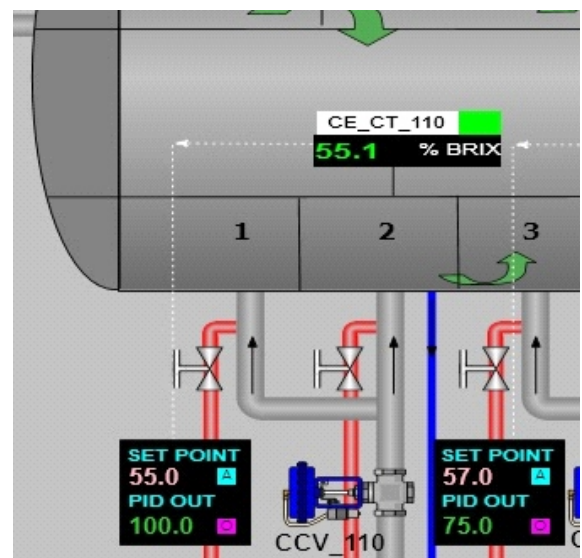 CE_CT_110
55.1 % BRIX
1 2 3
SET POINT
55.0 A
PID OUT
100.0 O
CCV_110
SET POINT
57.0 A
PID OUT
75.0 O